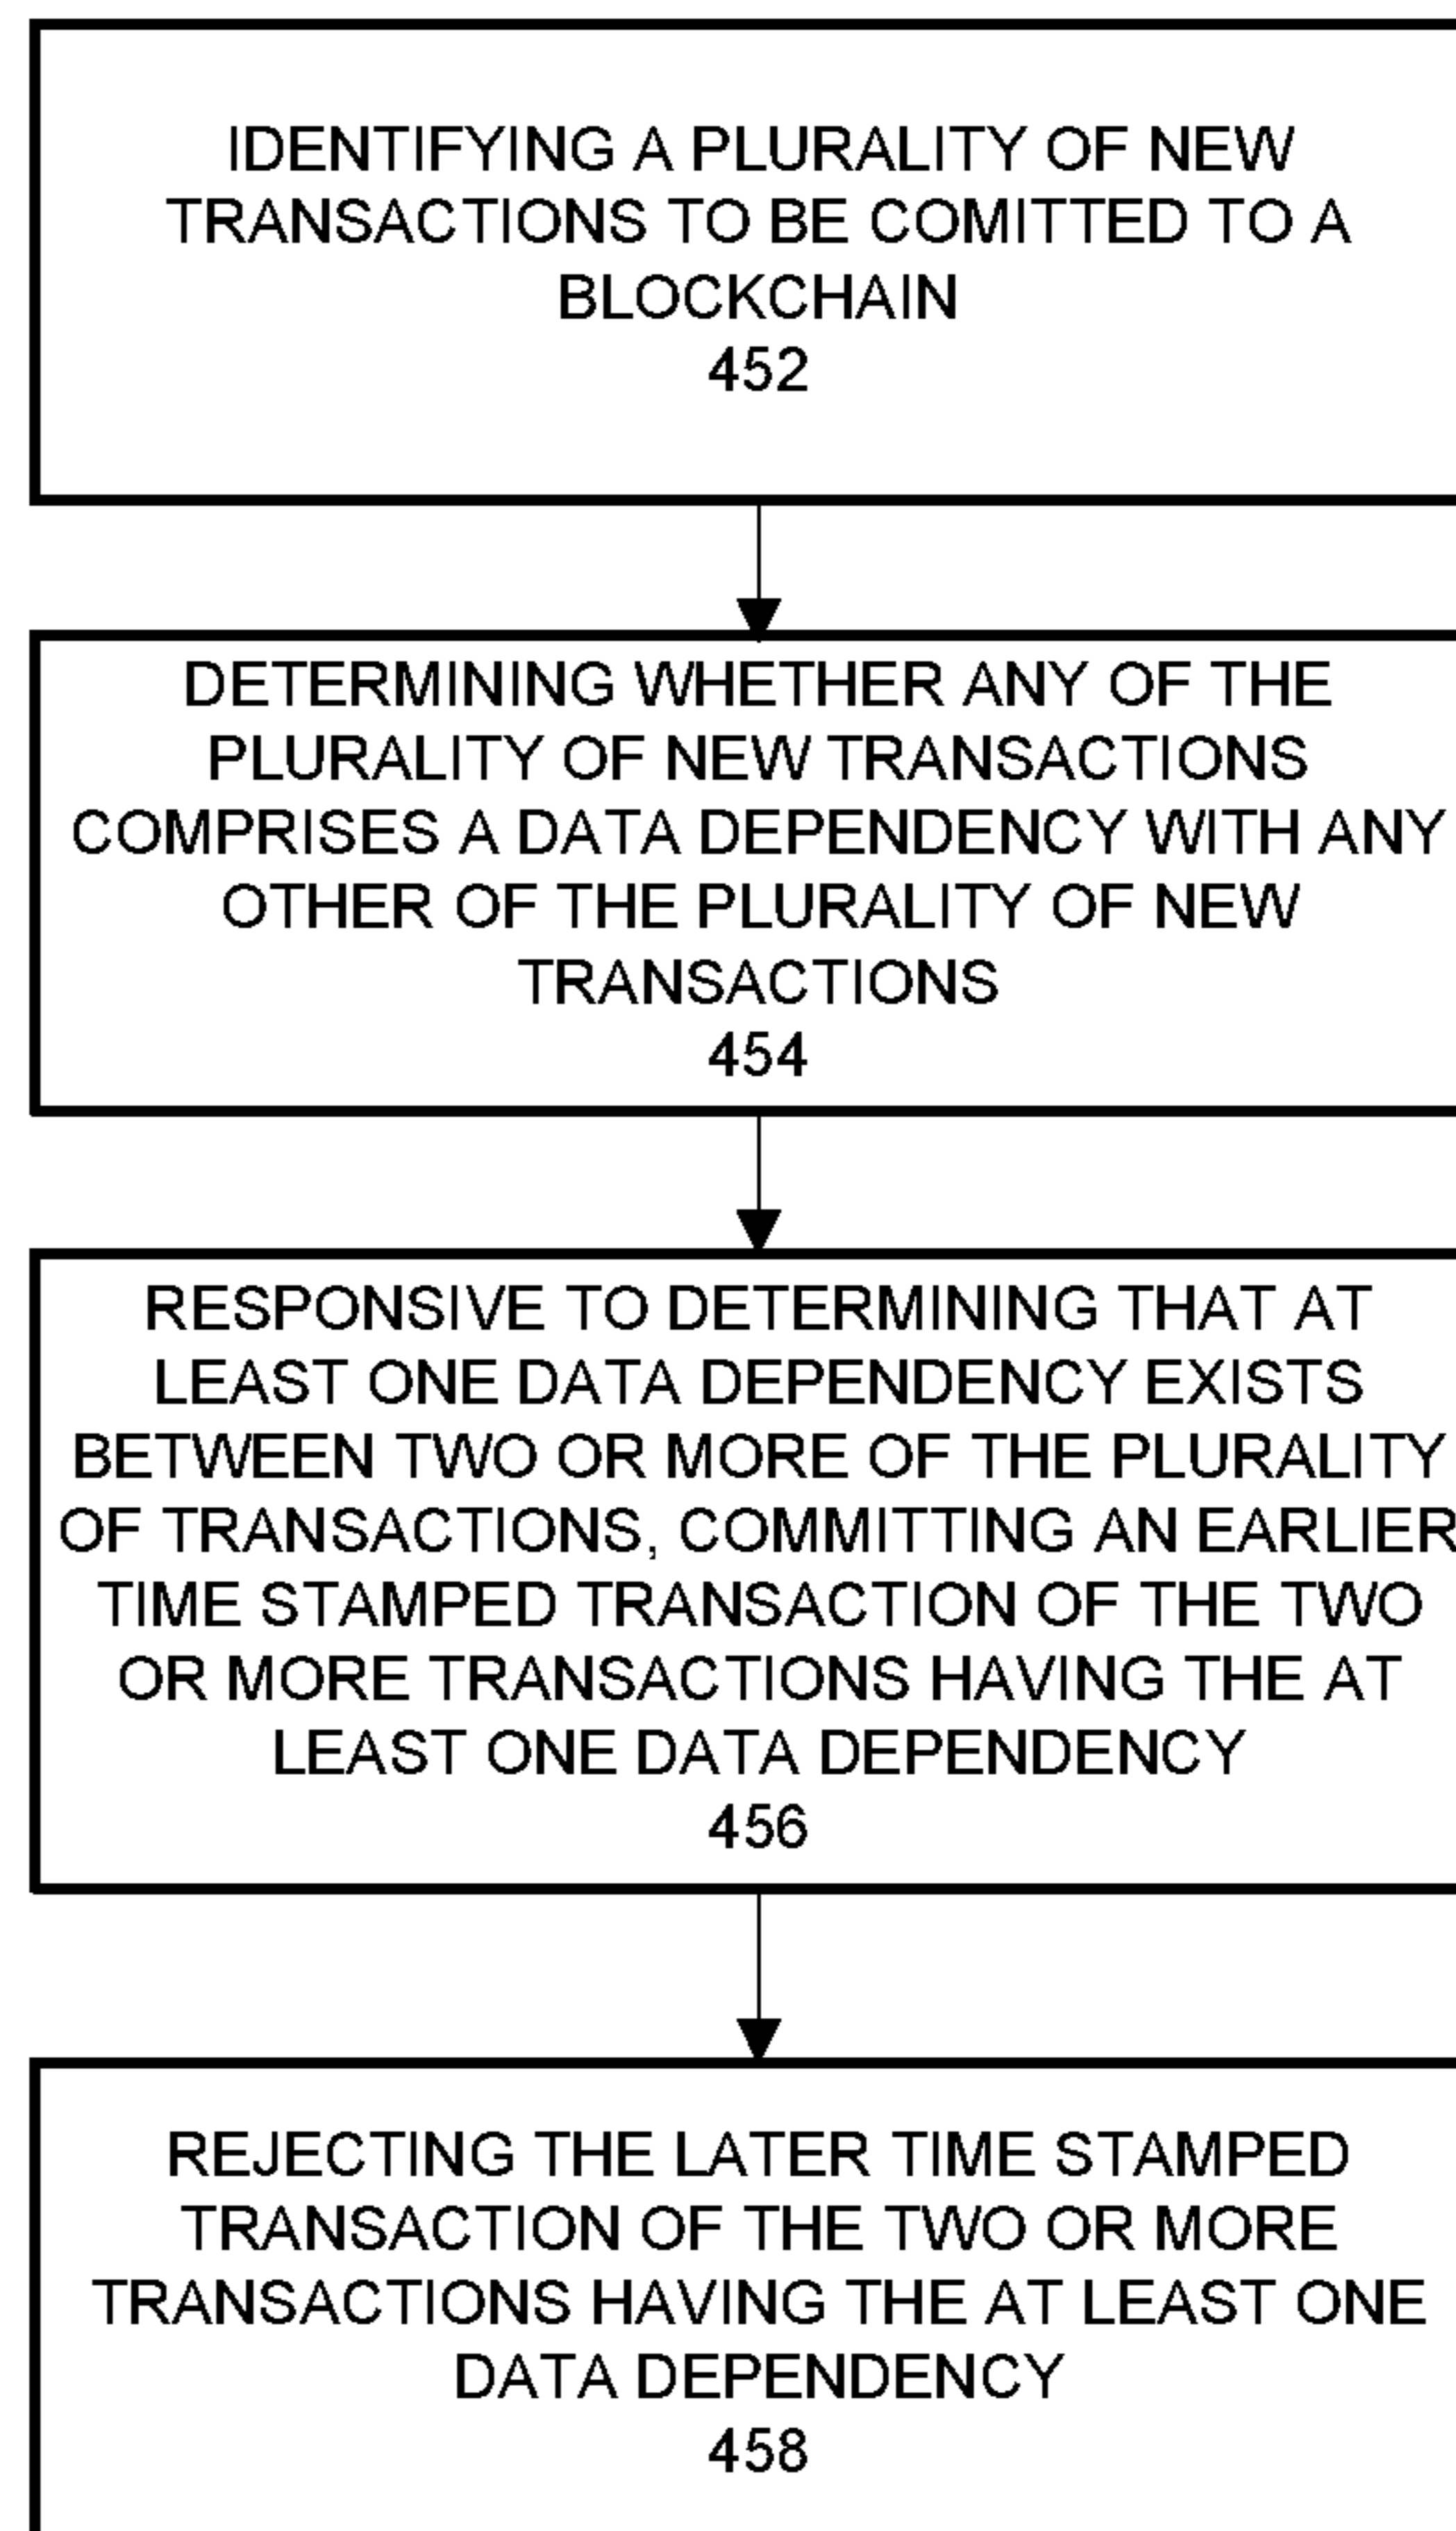 IDENTIFYING A PLURALITY OF NEW
TRANSACTIONS TO BE COMITTED TO A
BLOCKCHAIN
452
DETERMINING WHETHER ANY OF THE
PLURALITY OF NEW TRANSACTIONS
COMPRISES A DATA DEPENDENCY WITH ANY
OTHER OF THE PLURALITY OF NEW
TRANSACTIONS
454
RESPONSIVE TO DETERMINING THAT AT
LEAST ONE DATA DEPENDENCY EXISTS
BETWEEN TWO OR MORE OF THE PLURALITY
OF TRANSACTIONS, COMMITTING AN EARLIER
TIME STAMPED TRANSACTION OF THE TWO
OR MORE TRANSACTIONS HAVING THE AT
LEAST ONE DATA DEPENDENCY
456
REJECTING THE LATER TIME STAMPED
TRANSACTION OF THE TWO OR MORE
TRANSACTIONS HAVING THE AT LEAST ONE
DATA DEPENDENCY
458